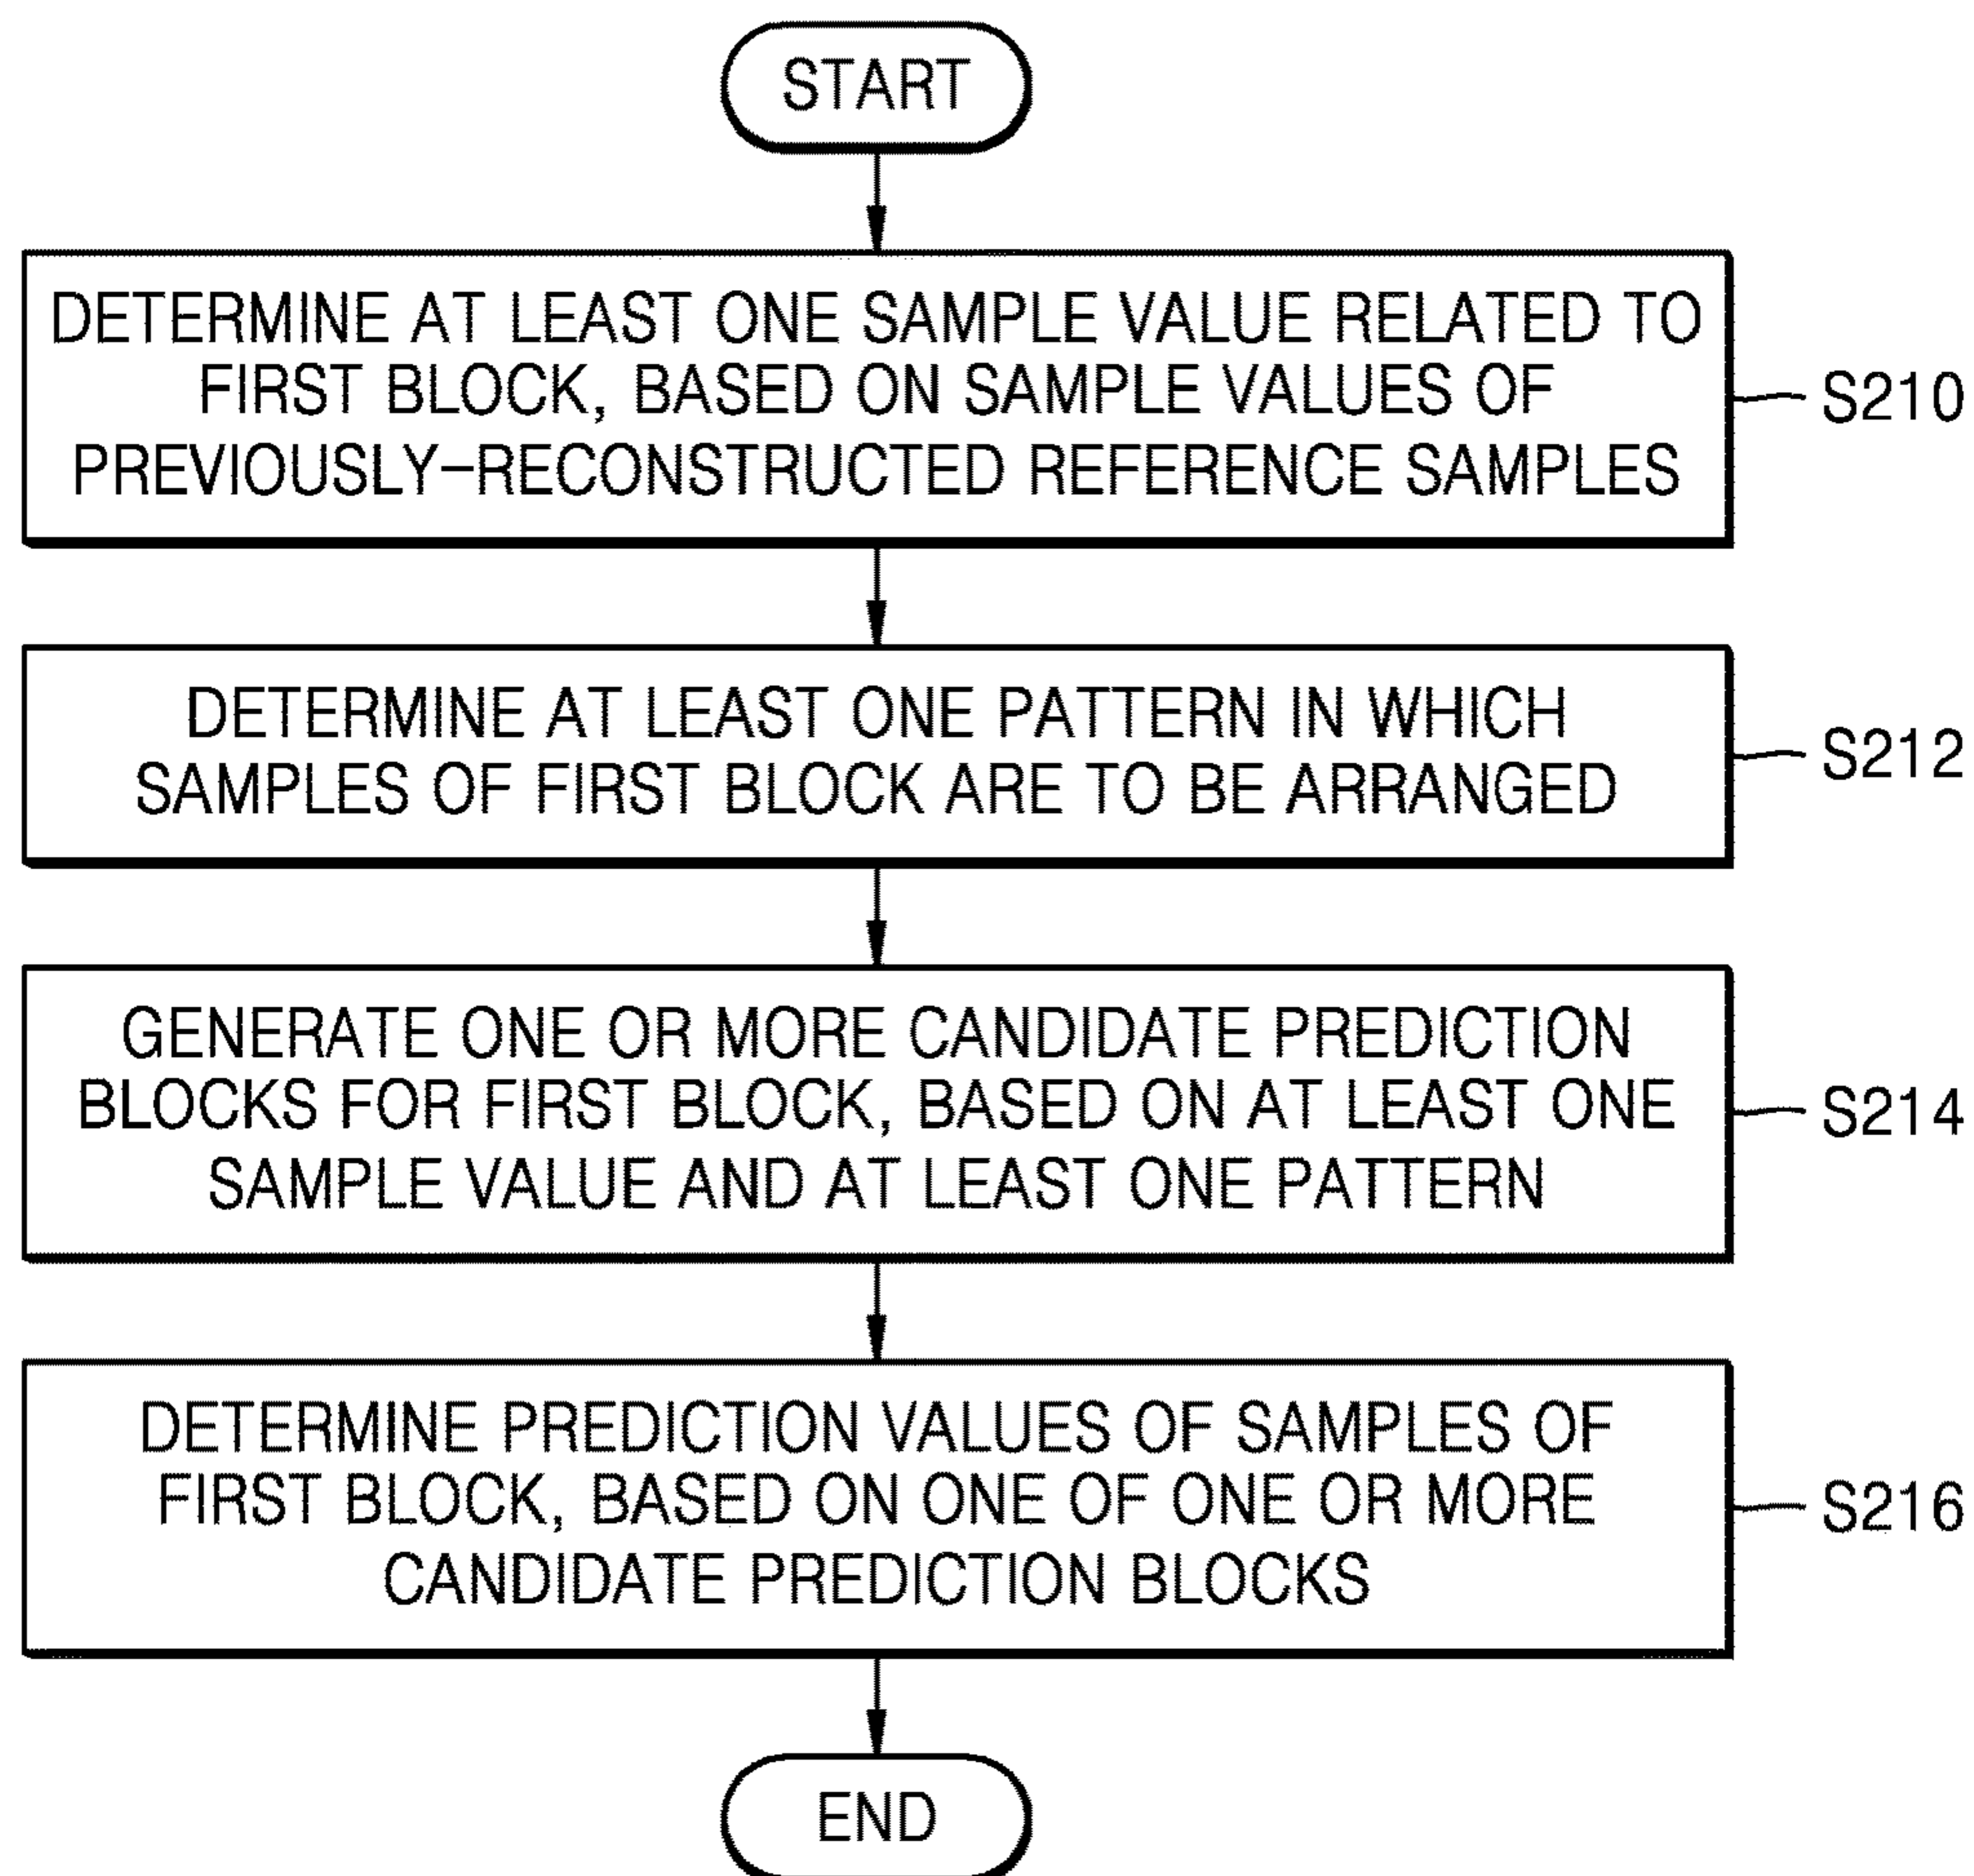 START
DETERMINE AT LEAST ONE SAMPLE VALUE RELATED TO
FIRST BLOCK, BASED ON SAMPLE VALUES OF
PREVIOUSLY-RECONSTRUCTED REFERENCE SAMPLES
S210
DETERMINE AT LEAST ONE PATTERN IN WHICH
SAMPLES OF FIRST BLOCK ARE TO BE ARRANGED
S212
GENERATE ONE OR MORE CANDIDATE PREDICTION
BLOCKS FOR FIRST BLOCK, BASED ON AT LEAST ONE
SAMPLE VALUE AND AT LEAST ONE PATTERN
S214
DETERMINE PREDICTION VALUES OF SAMPLES OF
FIRST BLOCK, BASED ON ONE OF ONE OR MORE
CANDIDATE PREDICTION BLOCKS
S216
END